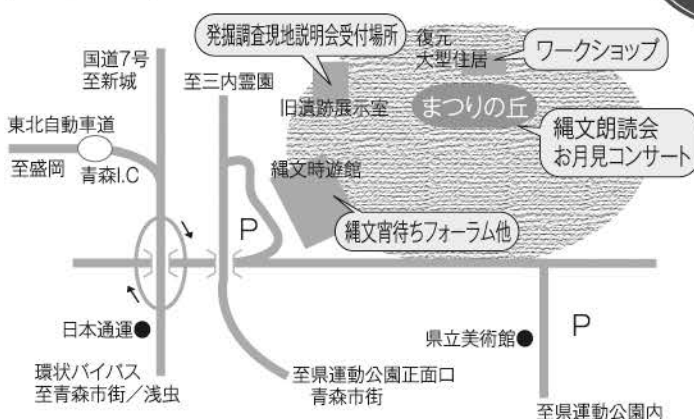 発掘調査現地説明会受付場所
復元
大型住居
ワークショップ
国道7号
至新城
至三内霊園
旧遺跡展示室
まつりの丘
東北自動車道
縄文朗読会
お月見コンサート
至盛岡
青森I.C
縄文時遊館
P
縄文宵待ちフォーラム他
日本通運
県立美術館
P
環状バイパス
至青森市街／浅虫
至県運動公園正面口
青森市街
至県運動公園内